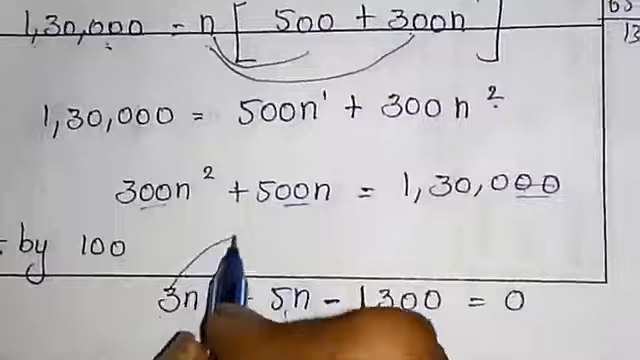 1,30,000 = n [ 500 + 300n ]
1,30,000 = 500n¹ + 300n²
300n² + 500n = 1,30,000
÷ by 100
3n 5n - 1300 = 0